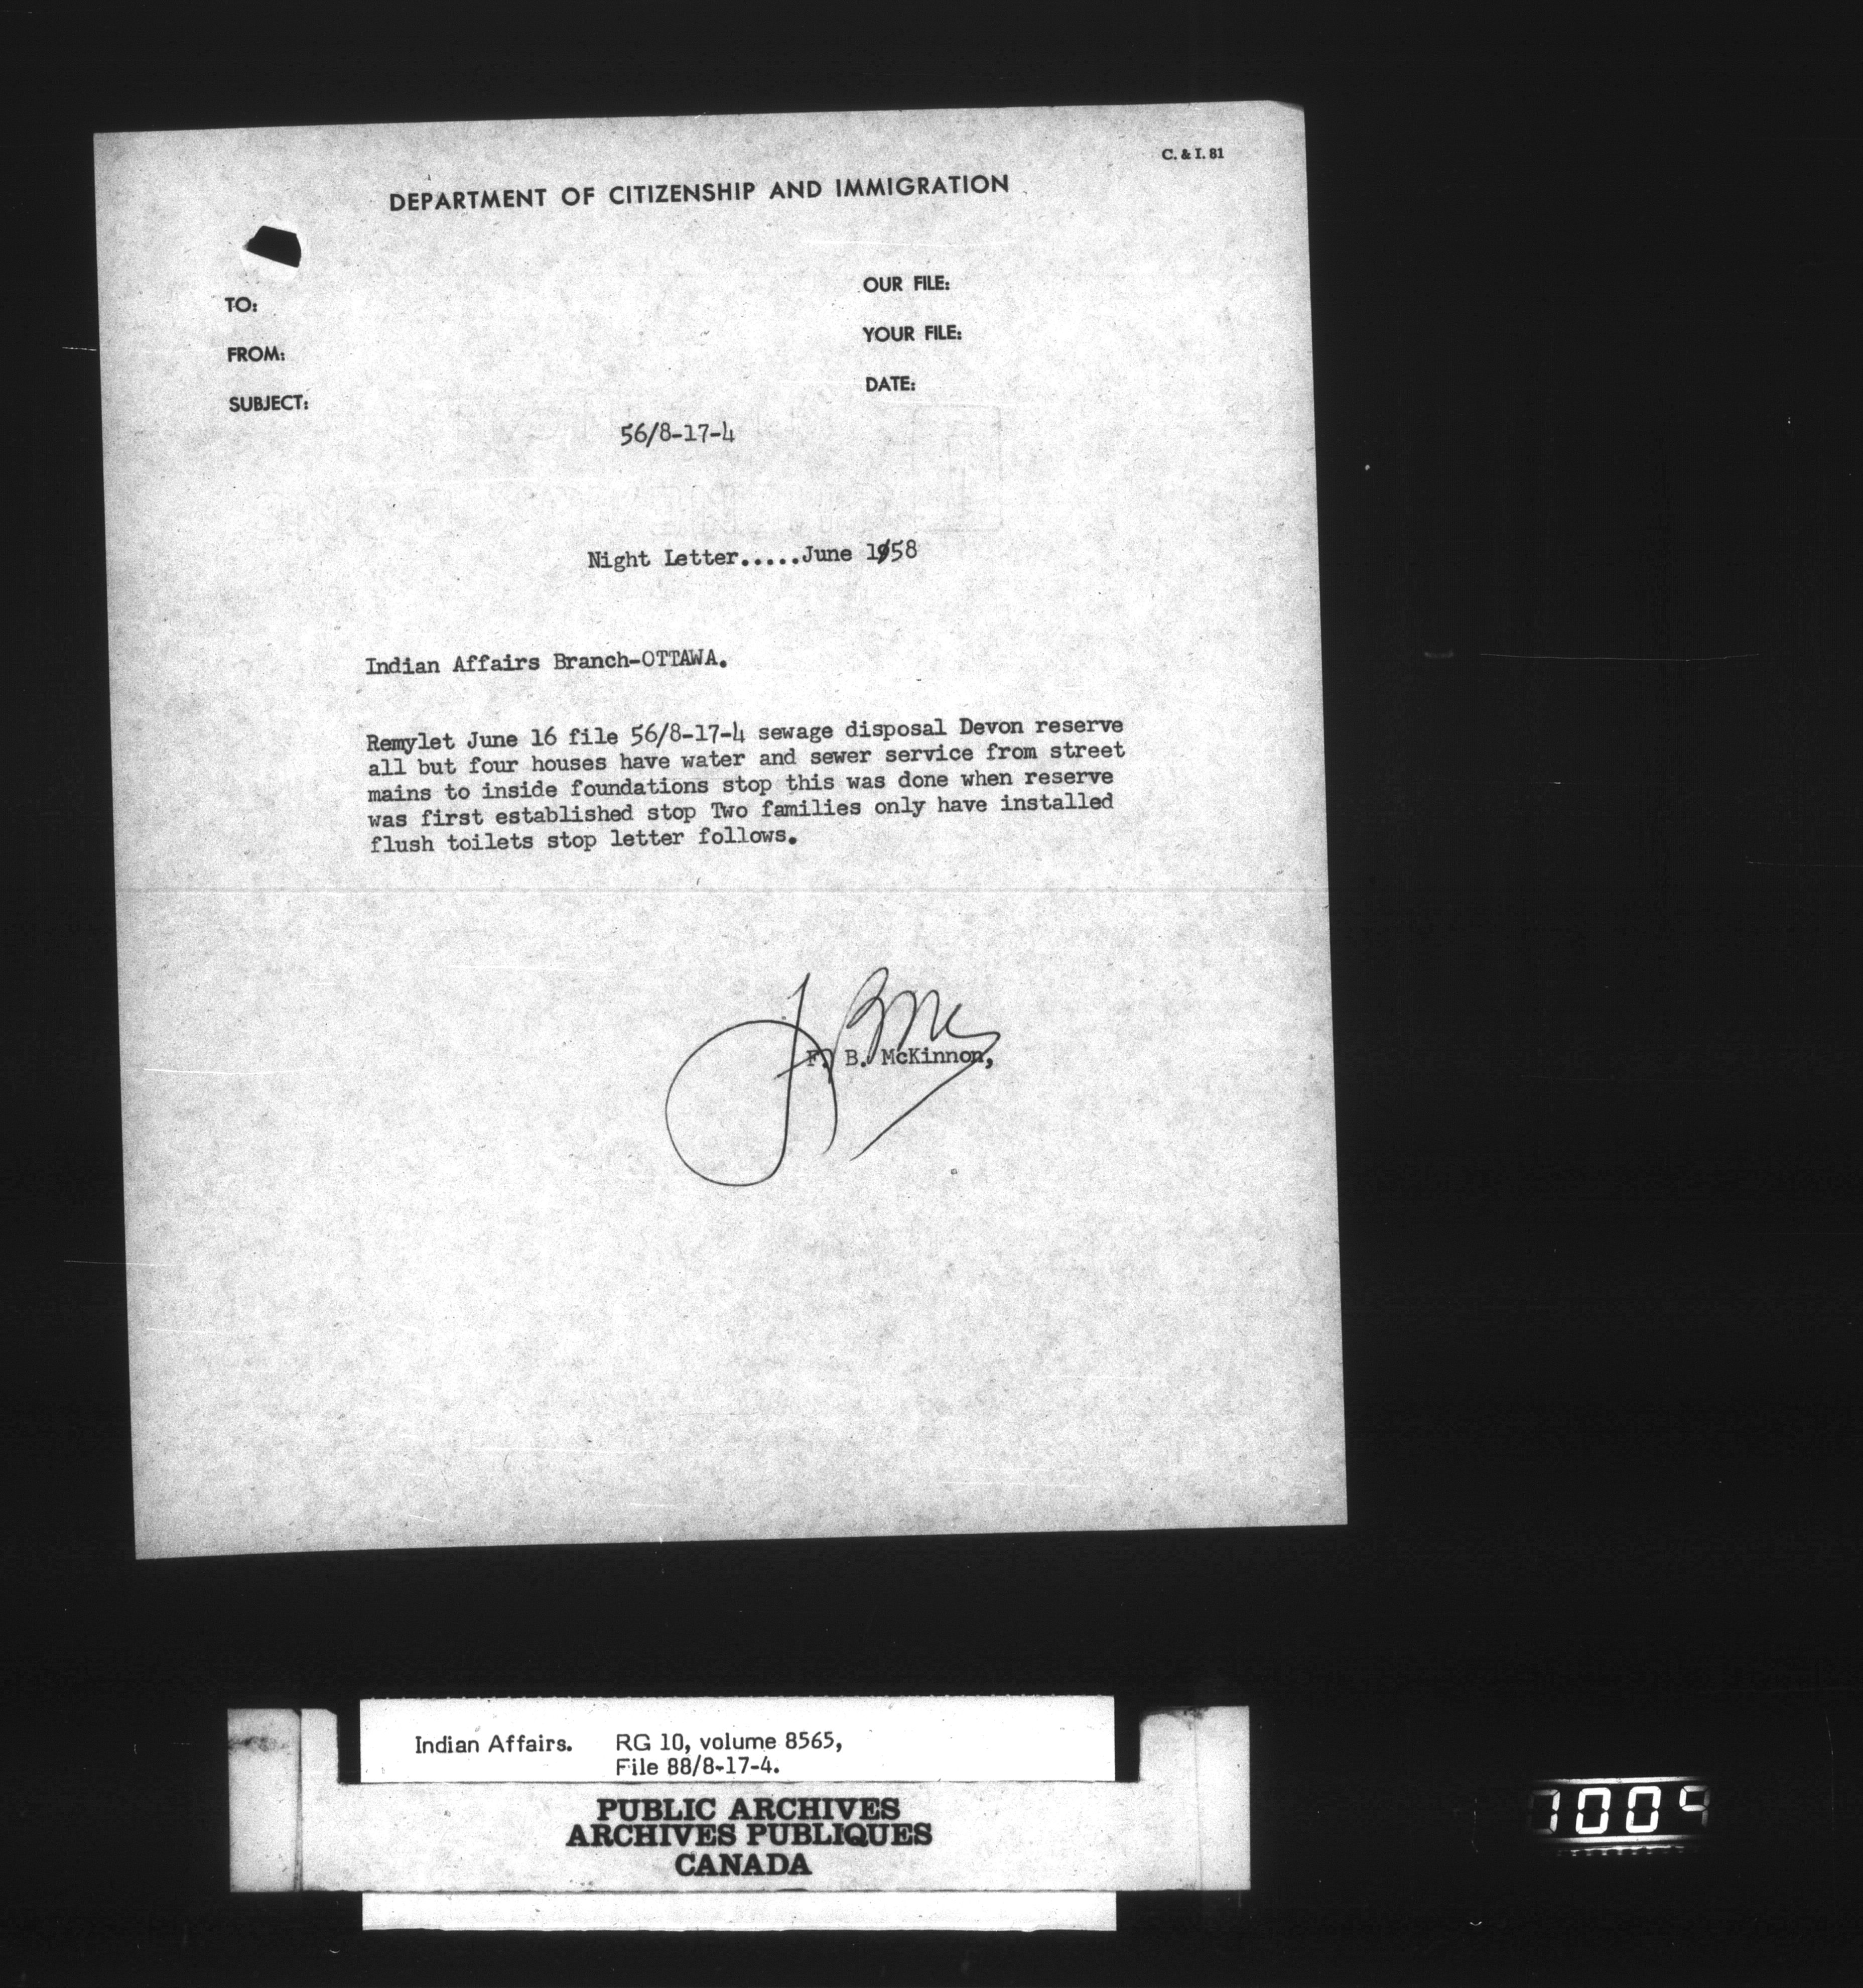 C. & I. 81
DEPARTMENT OF CITIZENSHIP AND IMMIGRATION
OUR FILE:
TO:
YOUR FILE:
FROM:
DATE:
SUBJECT:
56/8-17-4
Night Letter.....June 1958
Indian Affairs Branch-OTTAWA.
Remylet June 16 file 56/8-17-4 sewage disposal Devon reserve
all but four houses have water and sewer service from street
mains to inside foundations stop this was done when reserve
was first established stop Two families only have installed
flush toilets stop letter follows.
F. B. McKinnon,
Indian Affairs. RG 10, volume 8565,
File 88/8-17-4.
PUBLIC ARCHIVES
ARCHIVES PUBLIQUES
CANADA